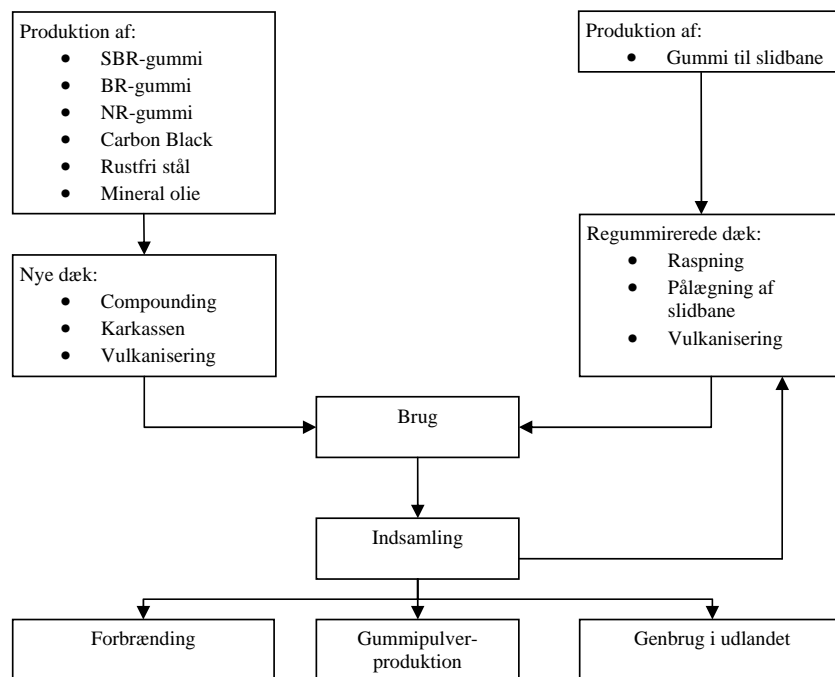 Produktion af:
• SBR-gummi
• BR-gummi
• NR-gummi
• Carbon Black
• Rustfri stål
• Mineral olie
Produktion af:
• Gummi til slidbane
Nye dæk:
• Compounding
• Karkassen
• Vulkanisering
Regummirerede dæk:
• Raspning
• Pålægning af
slidbane
• Vulkanisering
Brug
Indsamling
Forbrænding
Gummipulver-
produktion
Genbrug i udlandet